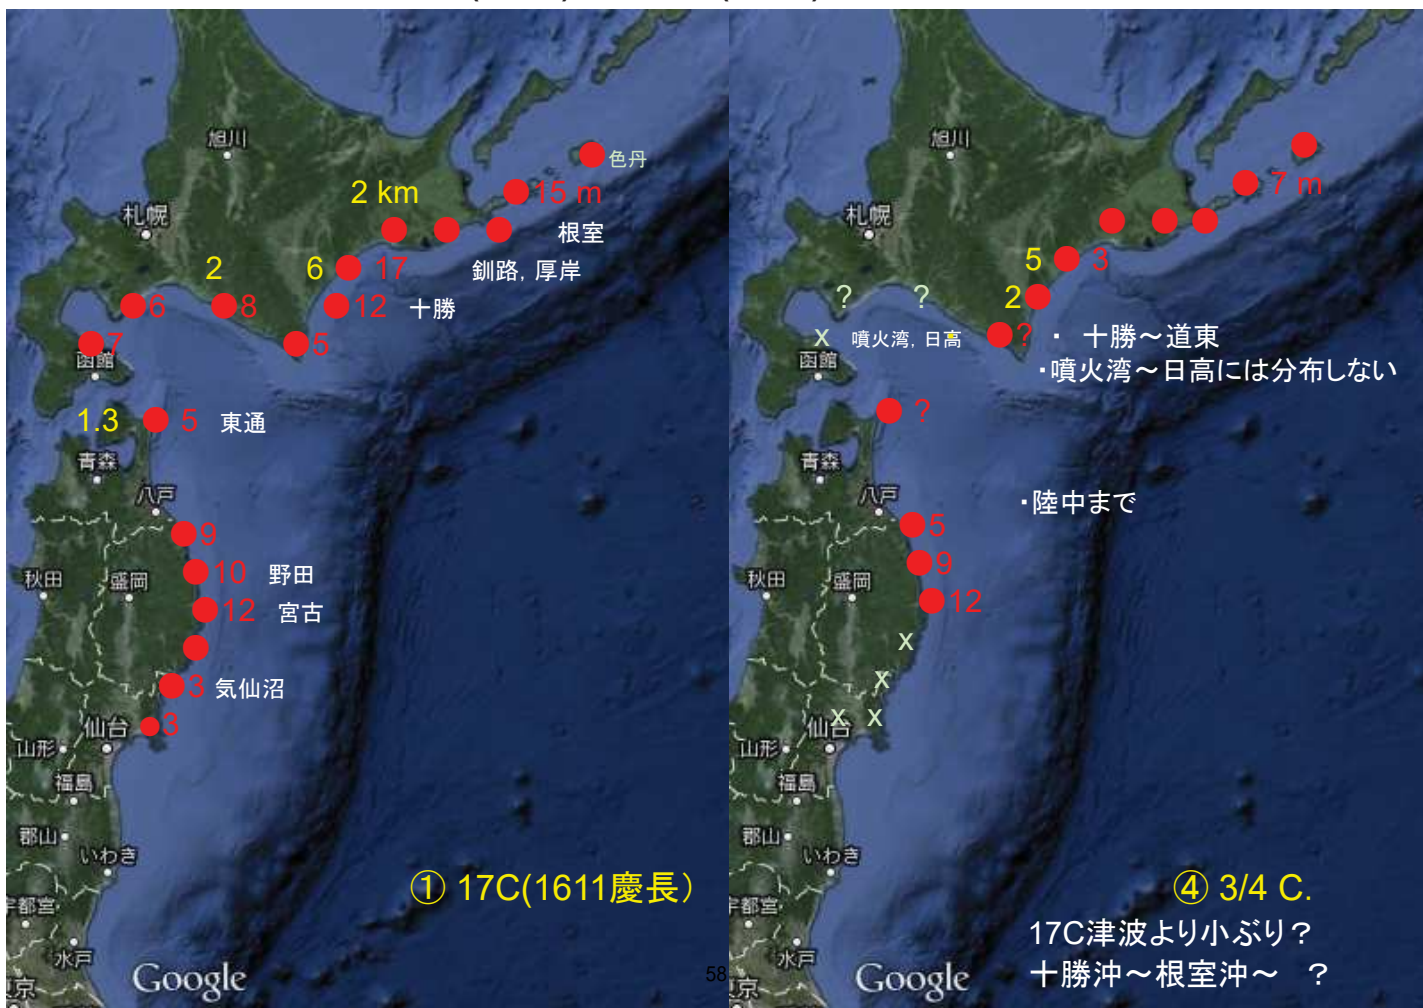 旭川
色丹
2 km
15 m
札幌
根室
2
6
17
釧路, 厚岸
6
8
12
十勝
7
5
函館
1.3
5
東通
青森
八戸
9
秋田
盛岡
10
野田
12
宮古
3
気仙沼
仙台
3
山形
福島
郡山
いわき
① 17C(1611慶長)
宇都宮
水戸
Google
58
旭川
7 m
札幌
5
3
?
?
2
x
噴火湾, 日高
?
・ 十勝～道東
函館
・噴火湾～日高には分布しない
?
青森
八戸
・陸中まで
5
秋田
盛岡
9
12
x
x
x
x
仙台
山形
福島
郡山
いわき
④ 3/4 C.
宇都宮
17C津波より小ぶり？
水戸
十勝沖～根室沖～ ？
Google